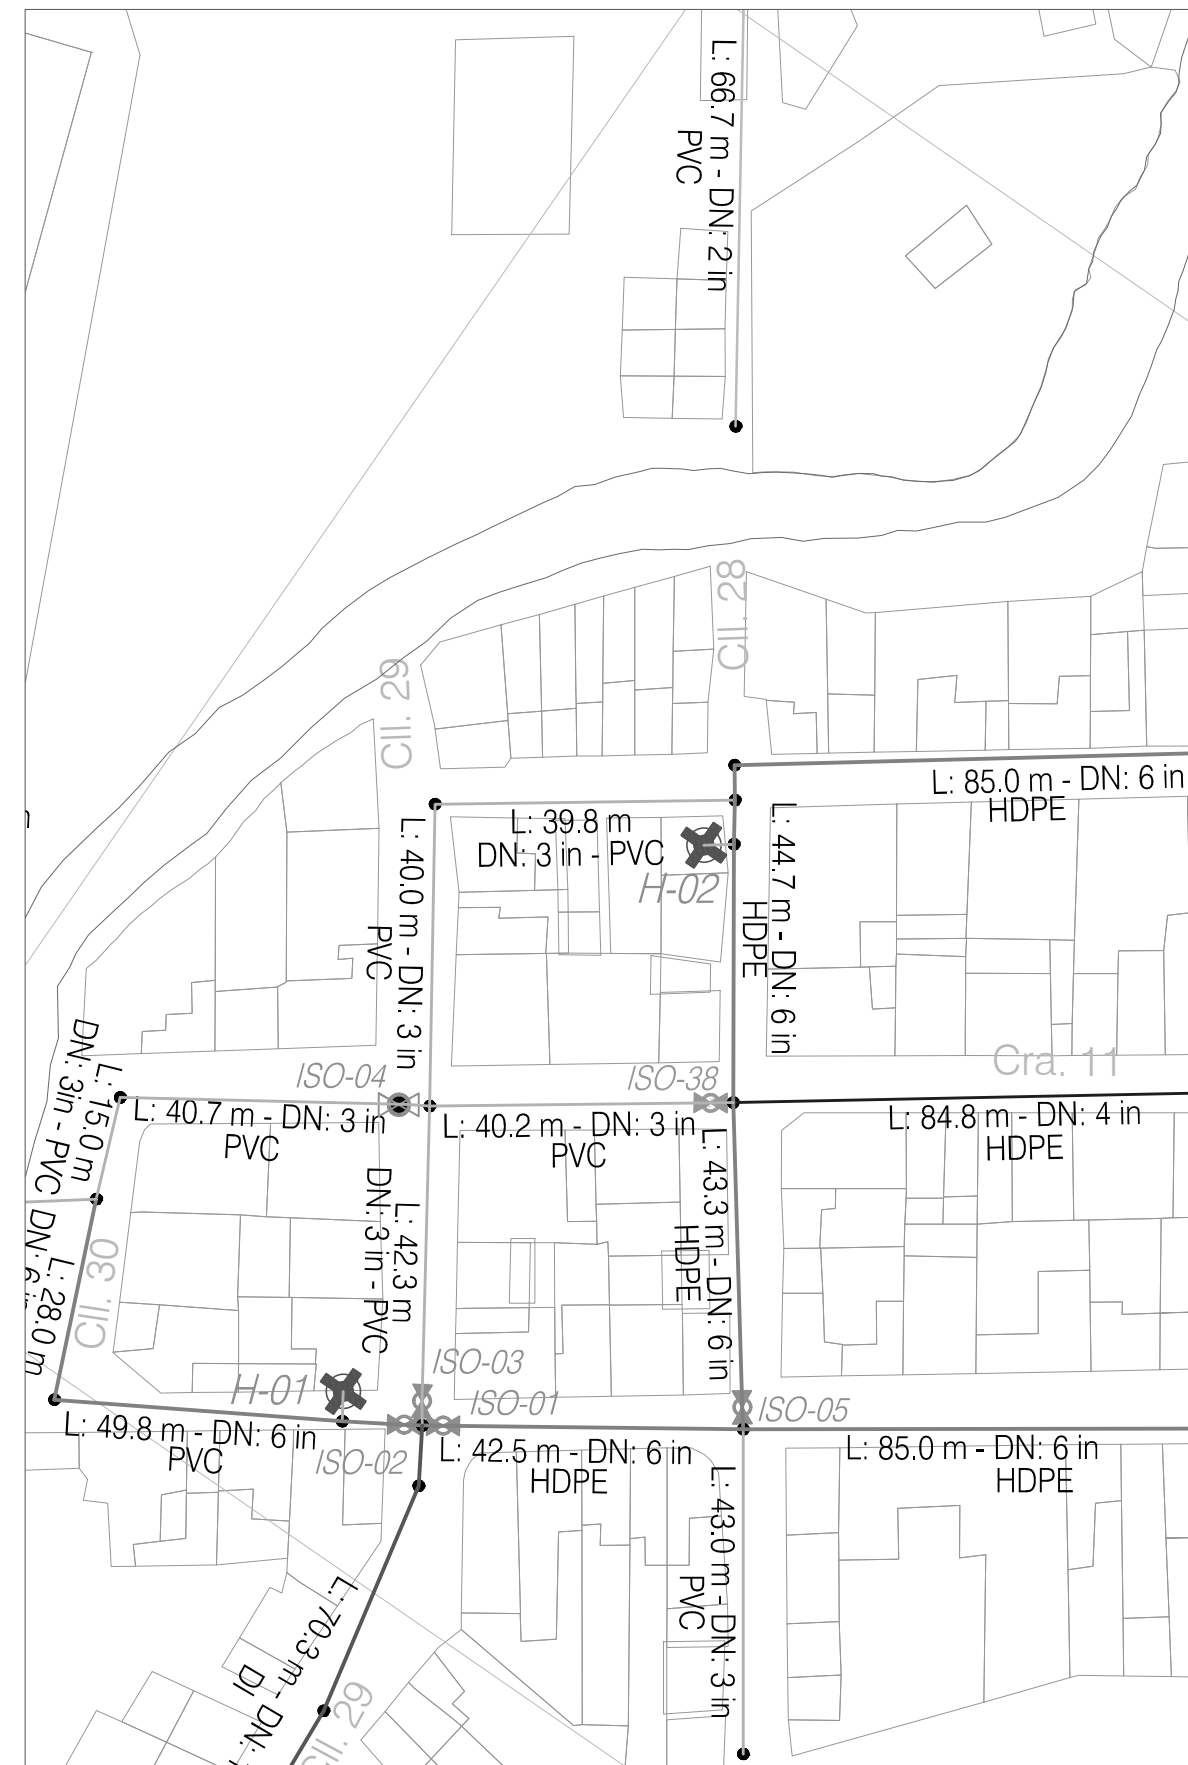 L: 66.7 m - DN: 2 in
PVC
Cll. 28
Cll. 29
L: 85.0 m - DN: 6 in
HDPE
L: 39.8 m
DN: 3 in - PVC
H-02
L: 40.0 m - DN: 3 in
PVC
L: 44.7 m - DN: 6 in
HDPE
Cra. 11
ISO-04
ISO-38
L: 15.0 m
DN: 3in - PVC
L: 40.7 m - DN: 3 in
PVC
L: 40.2 m - DN: 3 in
PVC
L: 84.8 m - DN: 4 in
HDPE
L: 42.3 m
DN: 3 in - PVC
L: 43.3 m - DN: 6 in
HDPE
L: 28.0 m
DN: 6 in
Cll. 30
ISO-03
H-01
ISO-01
ISO-05
L: 49.8 m - DN: 6 in
PVC
ISO-02
L: 42.5 m - DN: 6 in
HDPE
L: 85.0 m - DN: 6 in
HDPE
L: 43.0 m - DN: 3 in
PVC
L: 70.3 m - DN:
DI
Cll. 29